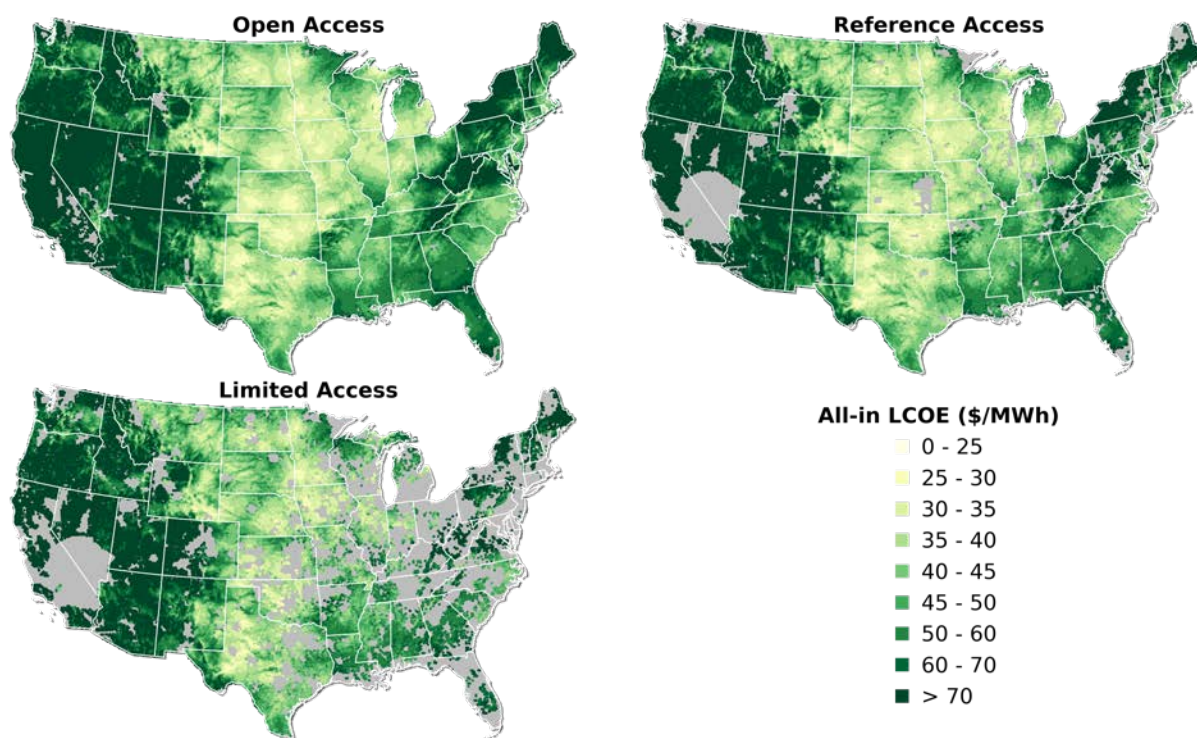 Open Access
Reference Access
Limited Access
All-in LCOE ($/MWh)
0 - 25
25 - 30
30 - 35
35 - 40
40 - 45
45 - 50
50 - 60
60 - 70
> 70